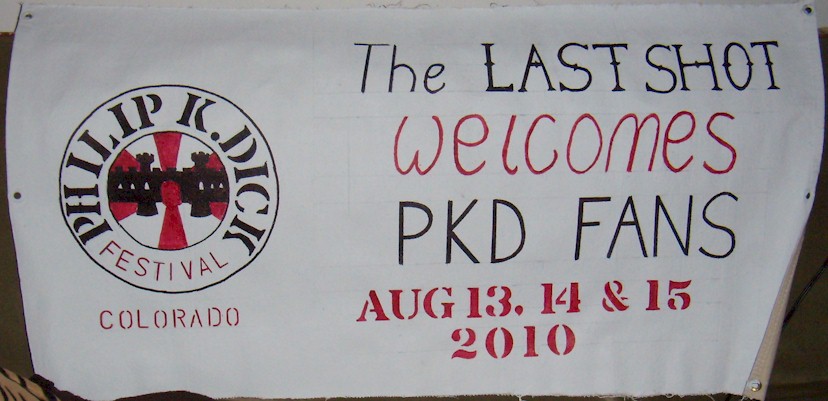 PHILIP K. DICK
FESTIVAL
COLORADO
The LAST SHOT
welcomes
PKD FANS
AUG 13, 14 & 15
2010